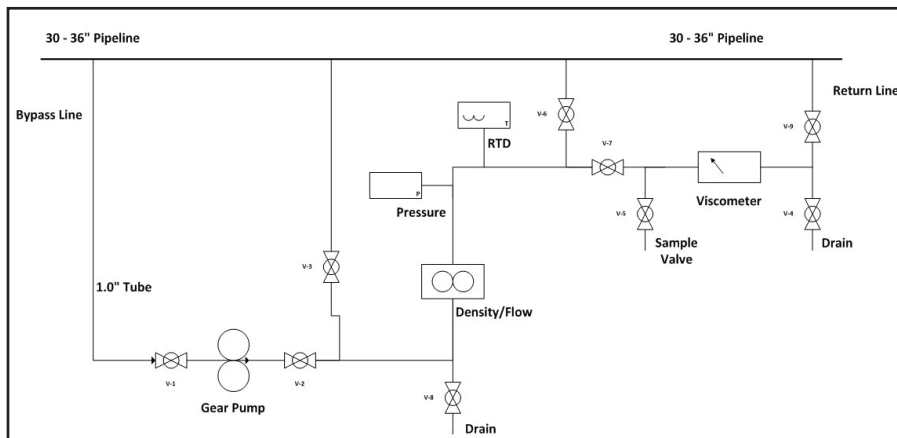 30 - 36" Pipeline
30 - 36" Pipeline
Bypass Line
Return Line
V-6
V-9
T
RTD
V-7
P
Pressure
Viscometer
V-5
V-4
Sample
Valve
Drain
V-3
1.0" Tube
Density/Flow
V-1
V-2
Gear Pump
V-8
Drain